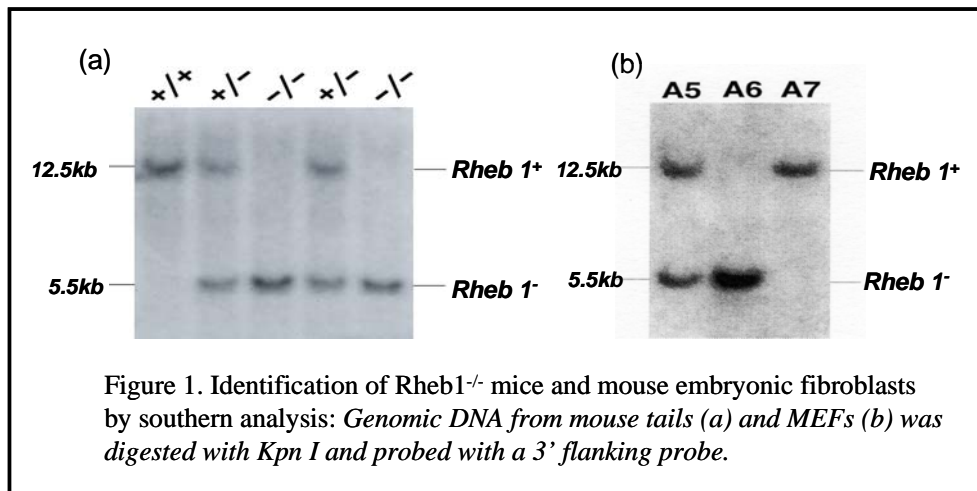 (a)
+/+ +/- -/- +/- -/-
12.5kb Rheb 1+
5.5kb Rheb 1-
(b)
A5 A6 A7
12.5kb Rheb 1+
5.5kb Rheb 1-
Figure 1. Identification of Rheb1-/- mice and mouse embryonic fibroblasts
by southern analysis: Genomic DNA from mouse tails (a) and MEFs (b) was
digested with Kpn I and probed with a 3’ flanking probe.